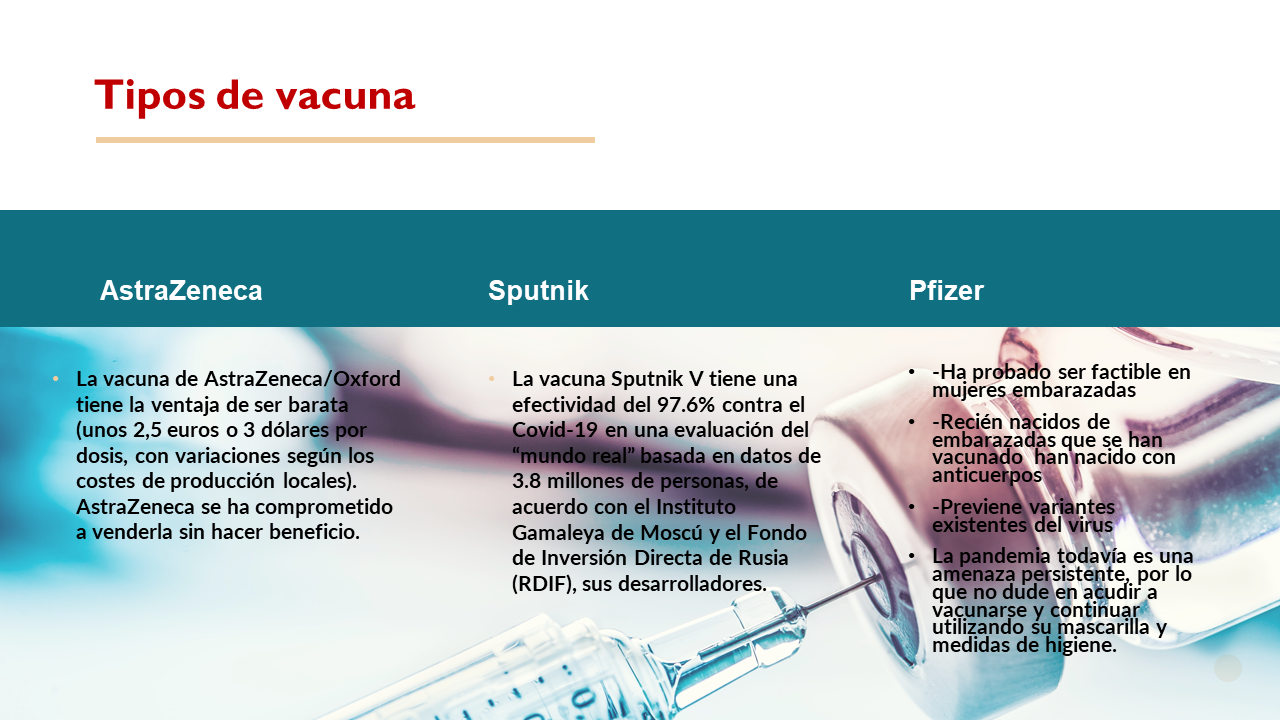 Tipos de vacuna
AstraZeneca
Sputnik
Pfizer
• La vacuna de AstraZeneca/Oxford
tiene la ventaja de ser barata
(unos 2,5 euros o 3 dólares por
dosis, con variaciones según los
costes de producción locales).
AstraZeneca se ha comprometido
a venderla sin hacer beneficio.
• La vacuna Sputnik V tiene una
efectividad del 97.6% contra el
Covid-19 en una evaluación del
“mundo real” basada en datos de
3.8 millones de personas, de
acuerdo con el Instituto
Gamaleya de Moscú y el Fondo
de Inversión Directa de Rusia
(RDIF), sus desarrolladores.
• -Ha probado ser factible en
mujeres embarazadas
• -Recién nacidos de
embarazadas que se han
vacunado han nacido con
anticuerpos
• -Previene variantes
existentes del virus
• La pandemia todavía es una
amenaza persistente, por lo
que no dude en acudir a
vacunarse y continuar
utilizando su mascarilla y
medidas de higiene.